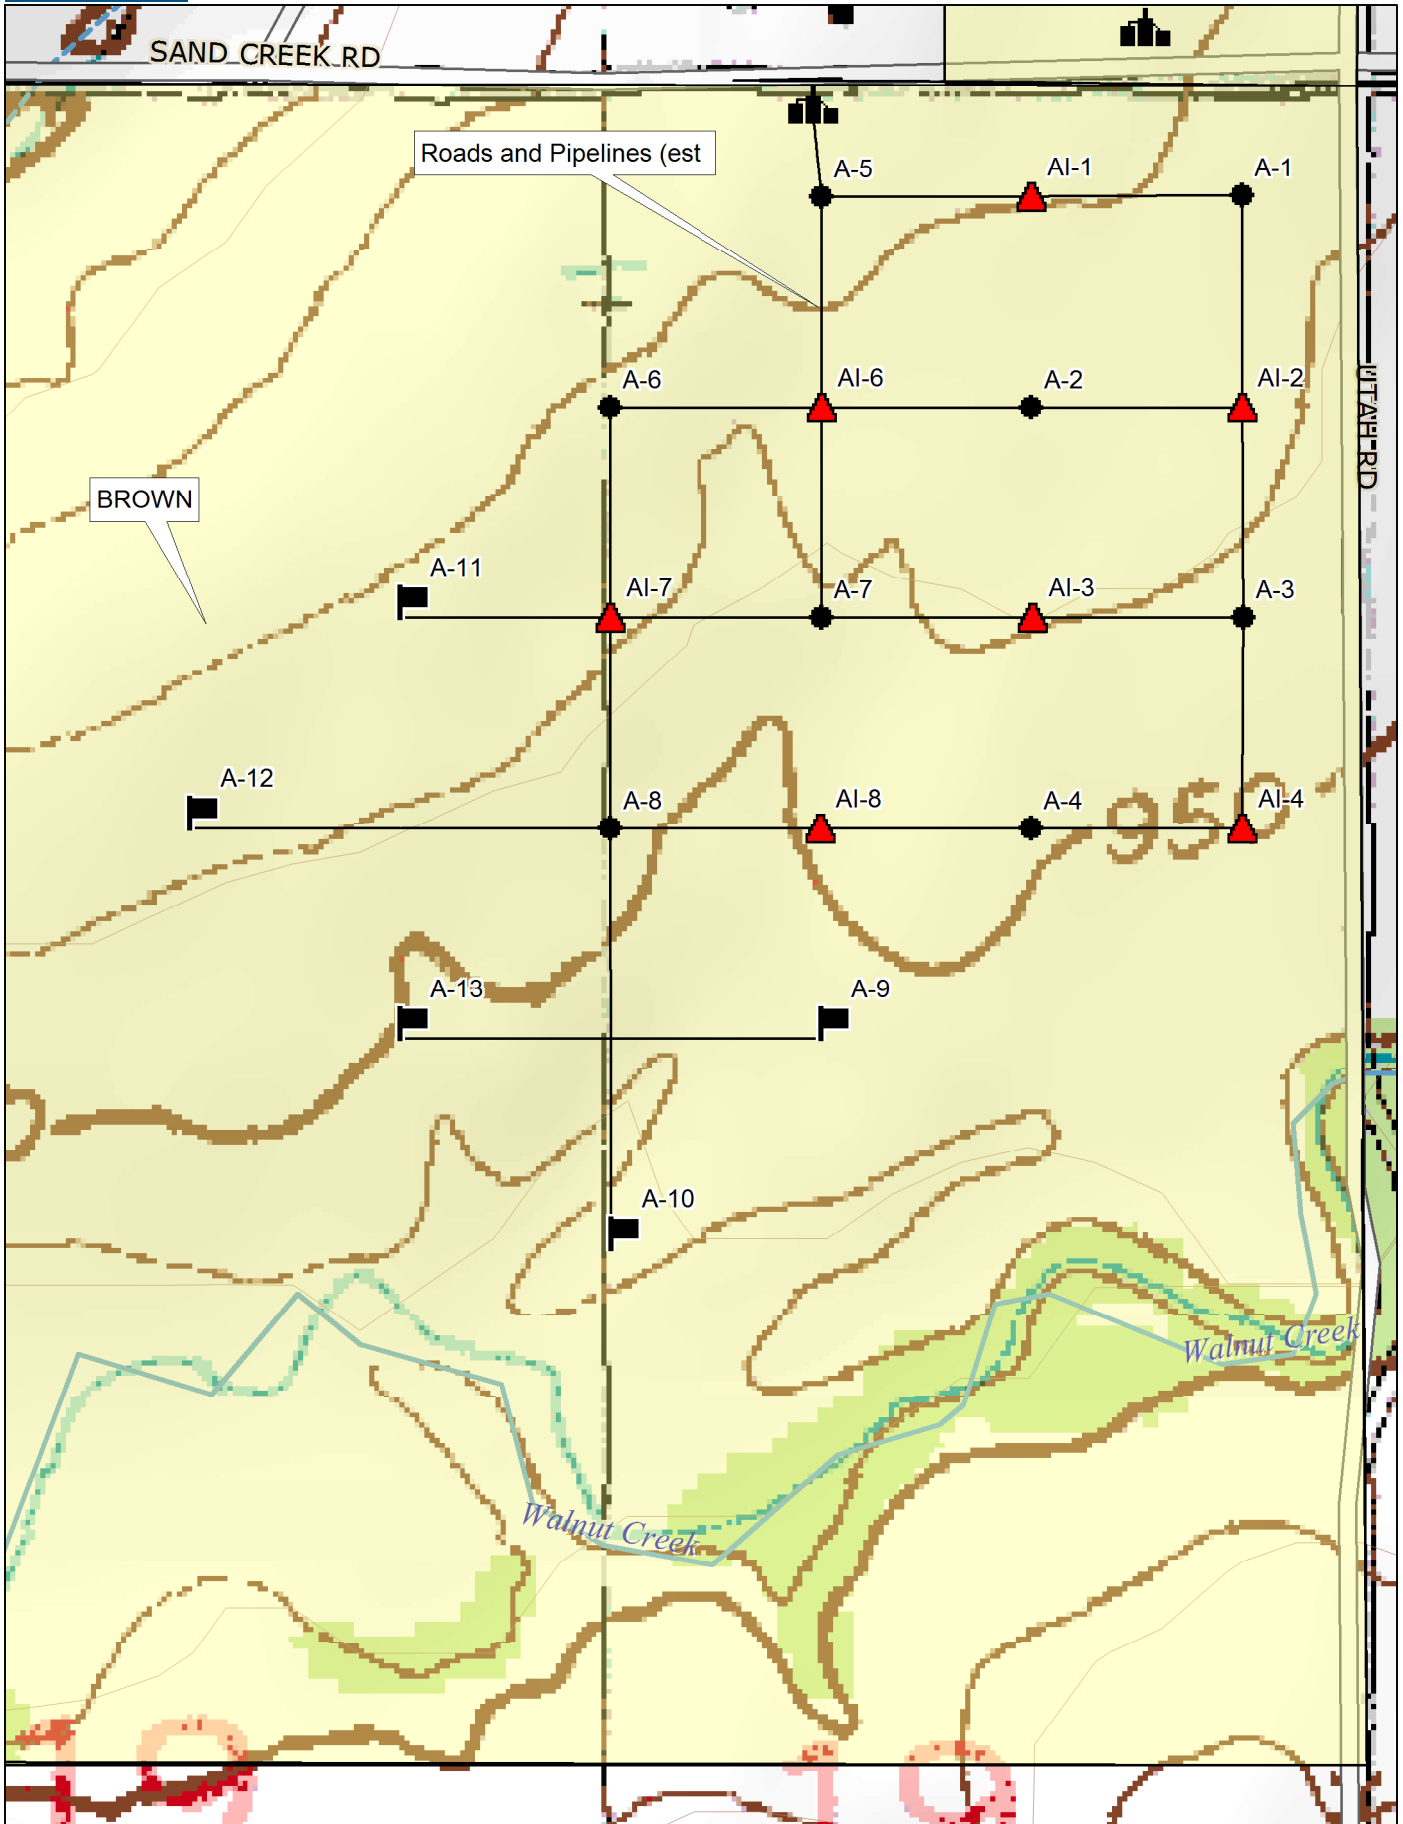 SAND CREEK RD
Roads and Pipelines (est
A-5
AI-1
A-1
A-6
AI-6
A-2
AI-2
UTAH RD
BROWN
A-11
AI-7
A-7
AI-3
A-3
A-12
A-8
AI-8
A-4
950
AI-4
A-13
A-9
A-10
Walnut Creek
Walnut Creek
19
19